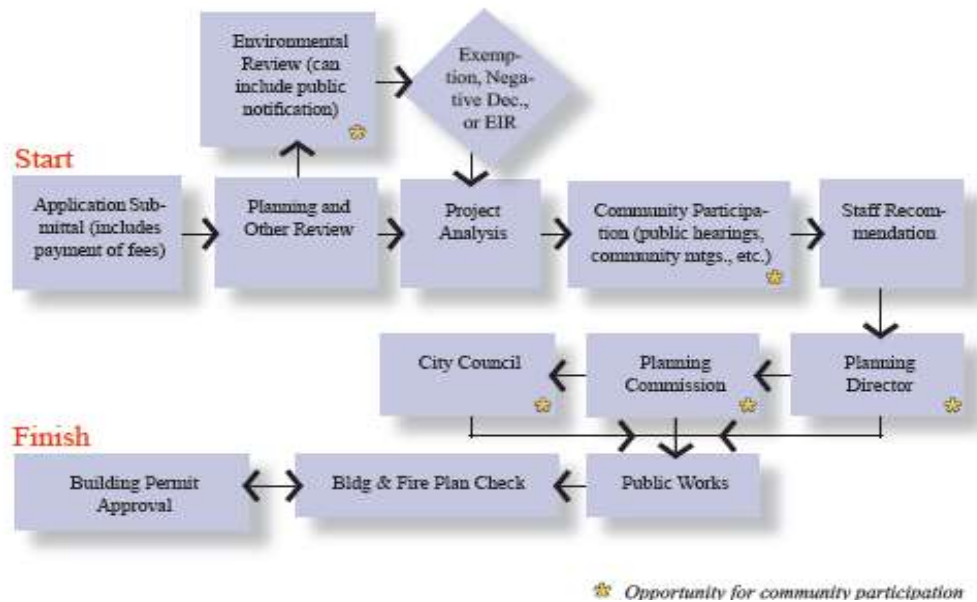 Environmental
Review (can
include public
notification)
Exemp-
tion, Nega-
tive Dec.,
or EIR
Start
Application Sub-
mittal (includes
payment of fees)
Planning and
Other Review
Project
Analysis
Community Participa-
tion (public hearings,
community mtgs., etc.)
Staff Recom-
mendation
City Council
Planning
Commission
Planning
Director
Finish
Building Permit
Approval
Bldg & Fire Plan Check
Public Works
Opportunity for community participation